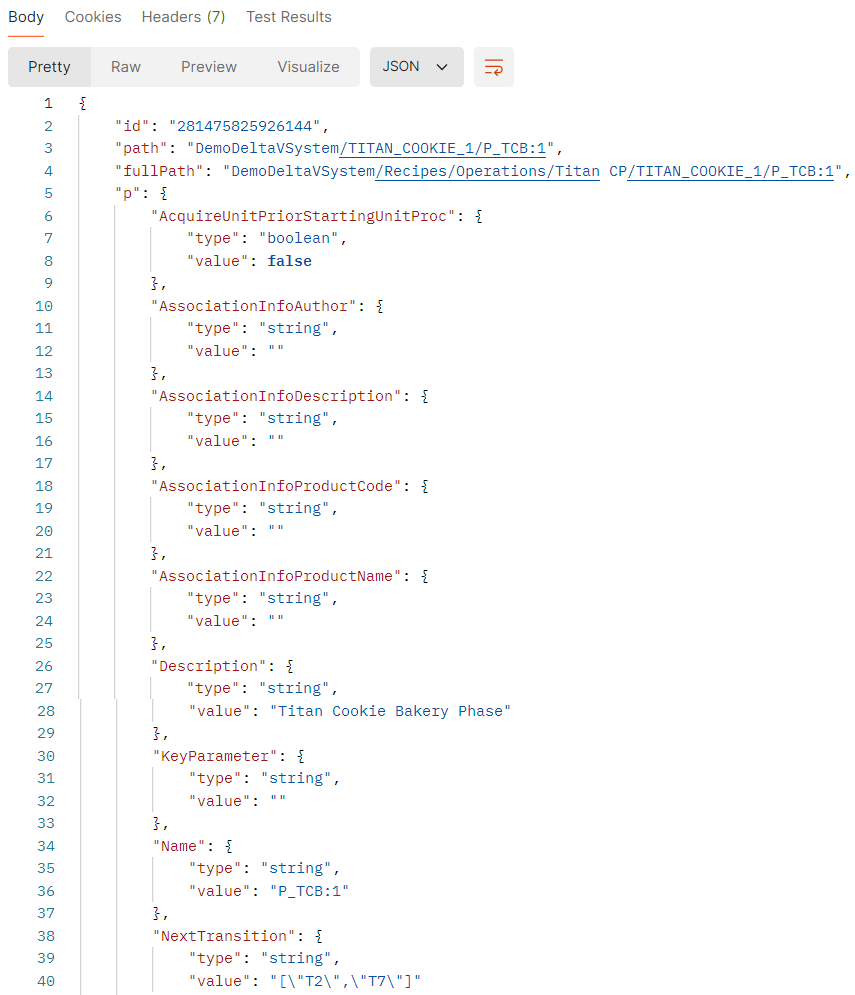 Body Cookies Headers (7) Test Results
Pretty Raw Preview Visualize JSON
1 {
2 "id": "281475825926144",
3 "path": "DemoDeltaVSystem/TITAN_COOKIE_1/P_TCB:1",
4 "fullPath": "DemoDeltaVSystem/Recipes/Operations/Titan CP/TITAN_COOKIE_1/P_TCB:1",
5 "p": {
6 "AcquireUnitPriorStartingUnitProc": {
7 "type": "boolean",
8 "value": false
9 },
10 "AssociationInfoAuthor": {
11 "type": "string",
12 "value": ""
13 },
14 "AssociationInfoDescription": {
15 "type": "string",
16 "value": ""
17 },
18 "AssociationInfoProductCode": {
19 "type": "string",
20 "value": ""
21 },
22 "AssociationInfoProductName": {
23 "type": "string",
24 "value": ""
25 },
26 "Description": {
27 "type": "string",
28 "value": "Titan Cookie Bakery Phase"
29 },
30 "KeyParameter": {
31 "type": "string",
32 "value": ""
33 },
34 "Name": {
35 "type": "string",
36 "value": "P_TCB:1"
37 },
38 "NextTransition": {
39 "type": "string",
40 "value": "[\"T2\",\"T7\"]"